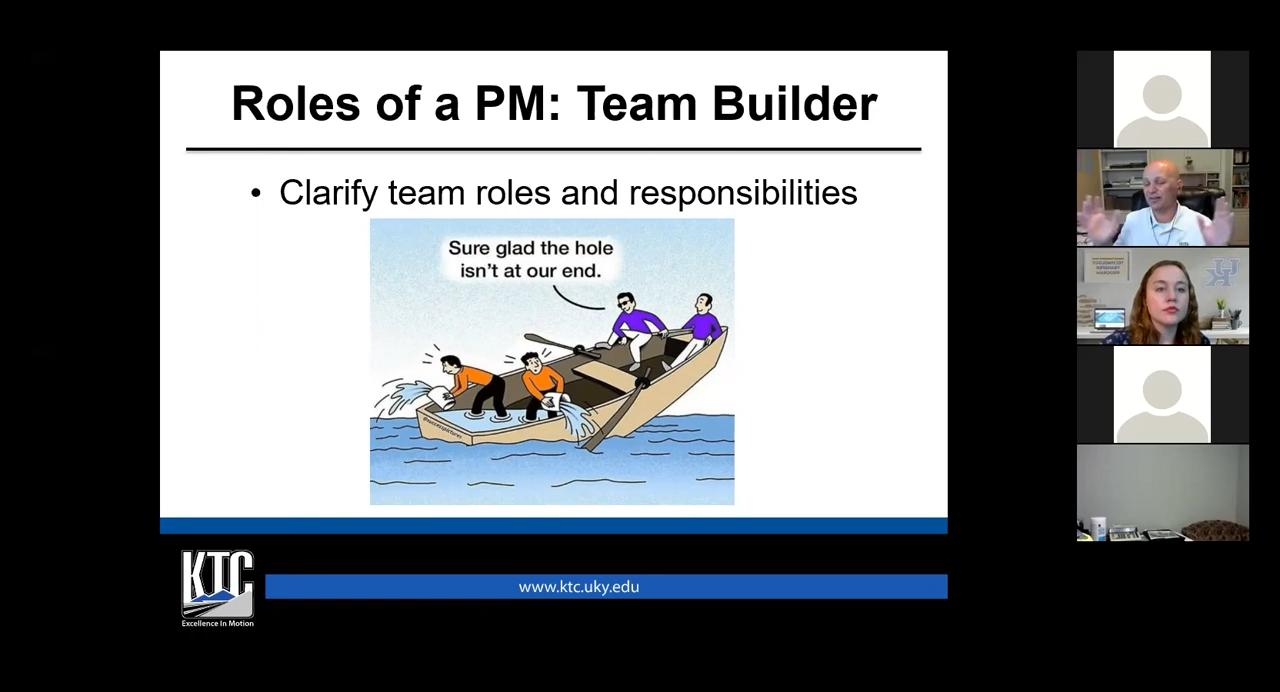 Roles of a PM: Team Builder
• Clarify team roles and responsibilities
Sure glad the hole
isn't at our end.
KTC
Excellence In Motion
www.ktc.uky.edu